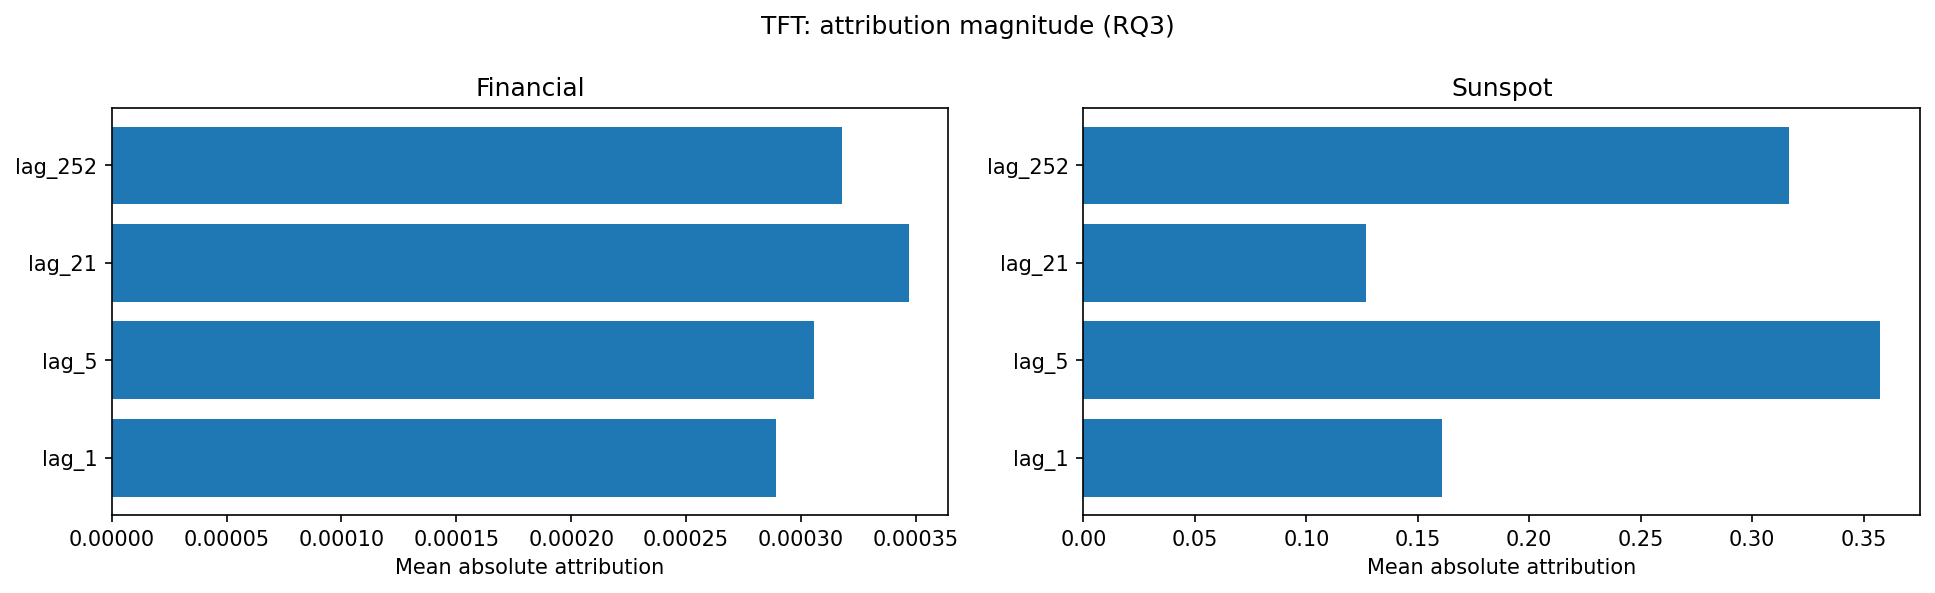 TFT: attribution magnitude (RQ3)
Financial
lag_252
lag_21
lag_5
lag_1
0.00000 0.00005 0.00010 0.00015 0.00020 0.00025 0.00030 0.00035
Mean absolute attribution
Sunspot
lag_252
lag_21
lag_5
lag_1
0.00 0.05 0.10 0.15 0.20 0.25 0.30 0.35
Mean absolute attribution